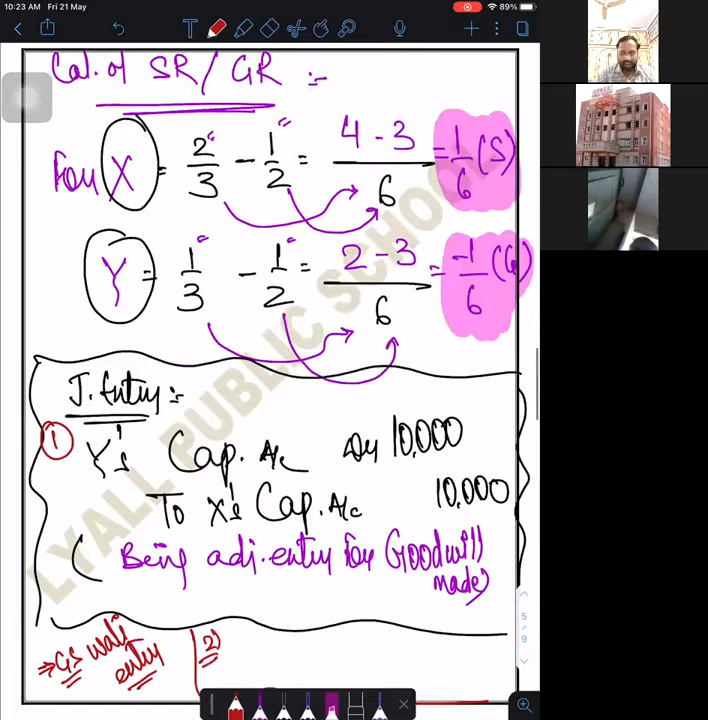 10:23 AM Fri 21 May
89%
Cal. of SR/GR :-
For X = 2/3 - 1/2 = 4 - 3/6 = 1/6 (S)
Y = 1/3 - 1/2 = 2 - 3/6 = -1/6 (G)
J. Entry :-
① Y's Cap. A/c Dr 10,000
To X's Cap. A/c 10,000
( Being adj. entry for Goodwill
made)
⇒ GS wali
entry
2)
LYALL PUBLIC SCHOOL
5/9